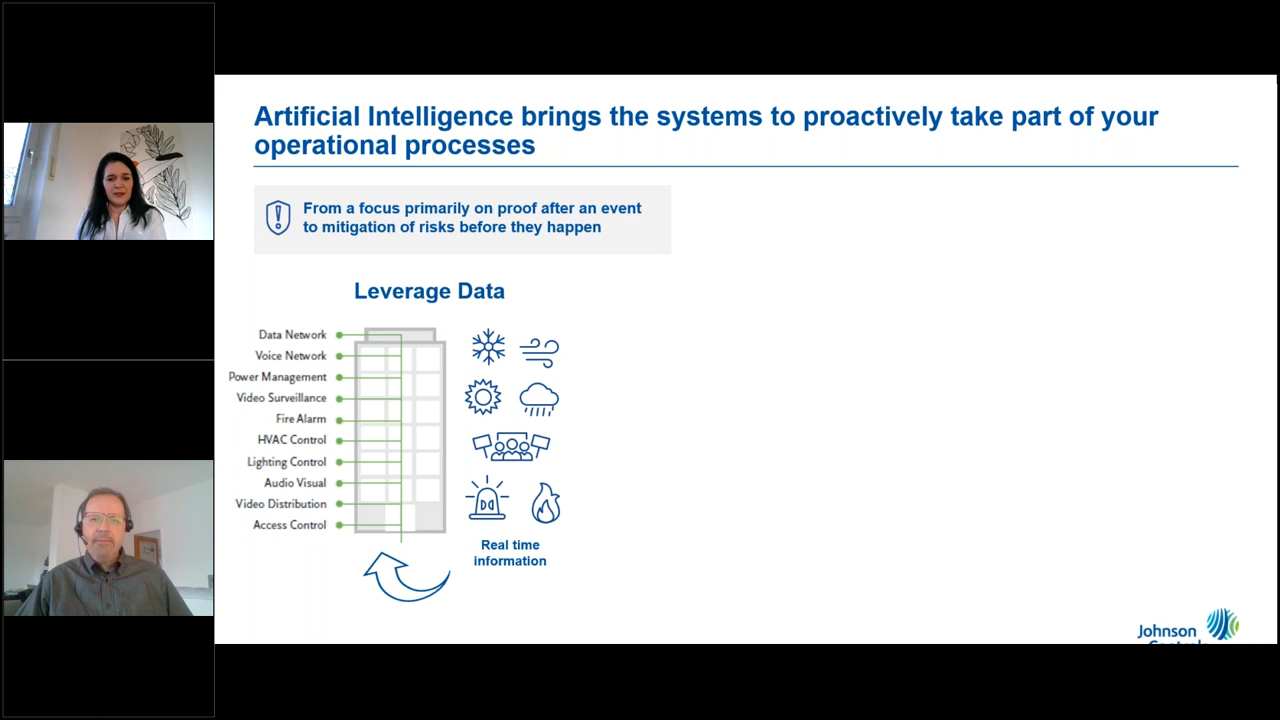 Artificial Intelligence brings the systems to proactively take part of your
operational processes
From a focus primarily on proof after an event
to mitigation of risks before they happen
Leverage Data
Data Network
Voice Network
Power Management
Video Surveillance
Fire Alarm
HVAC Control
Lighting Control
Audio Visual
Video Distribution
Access Control
Real time
information
Johnson
Controls